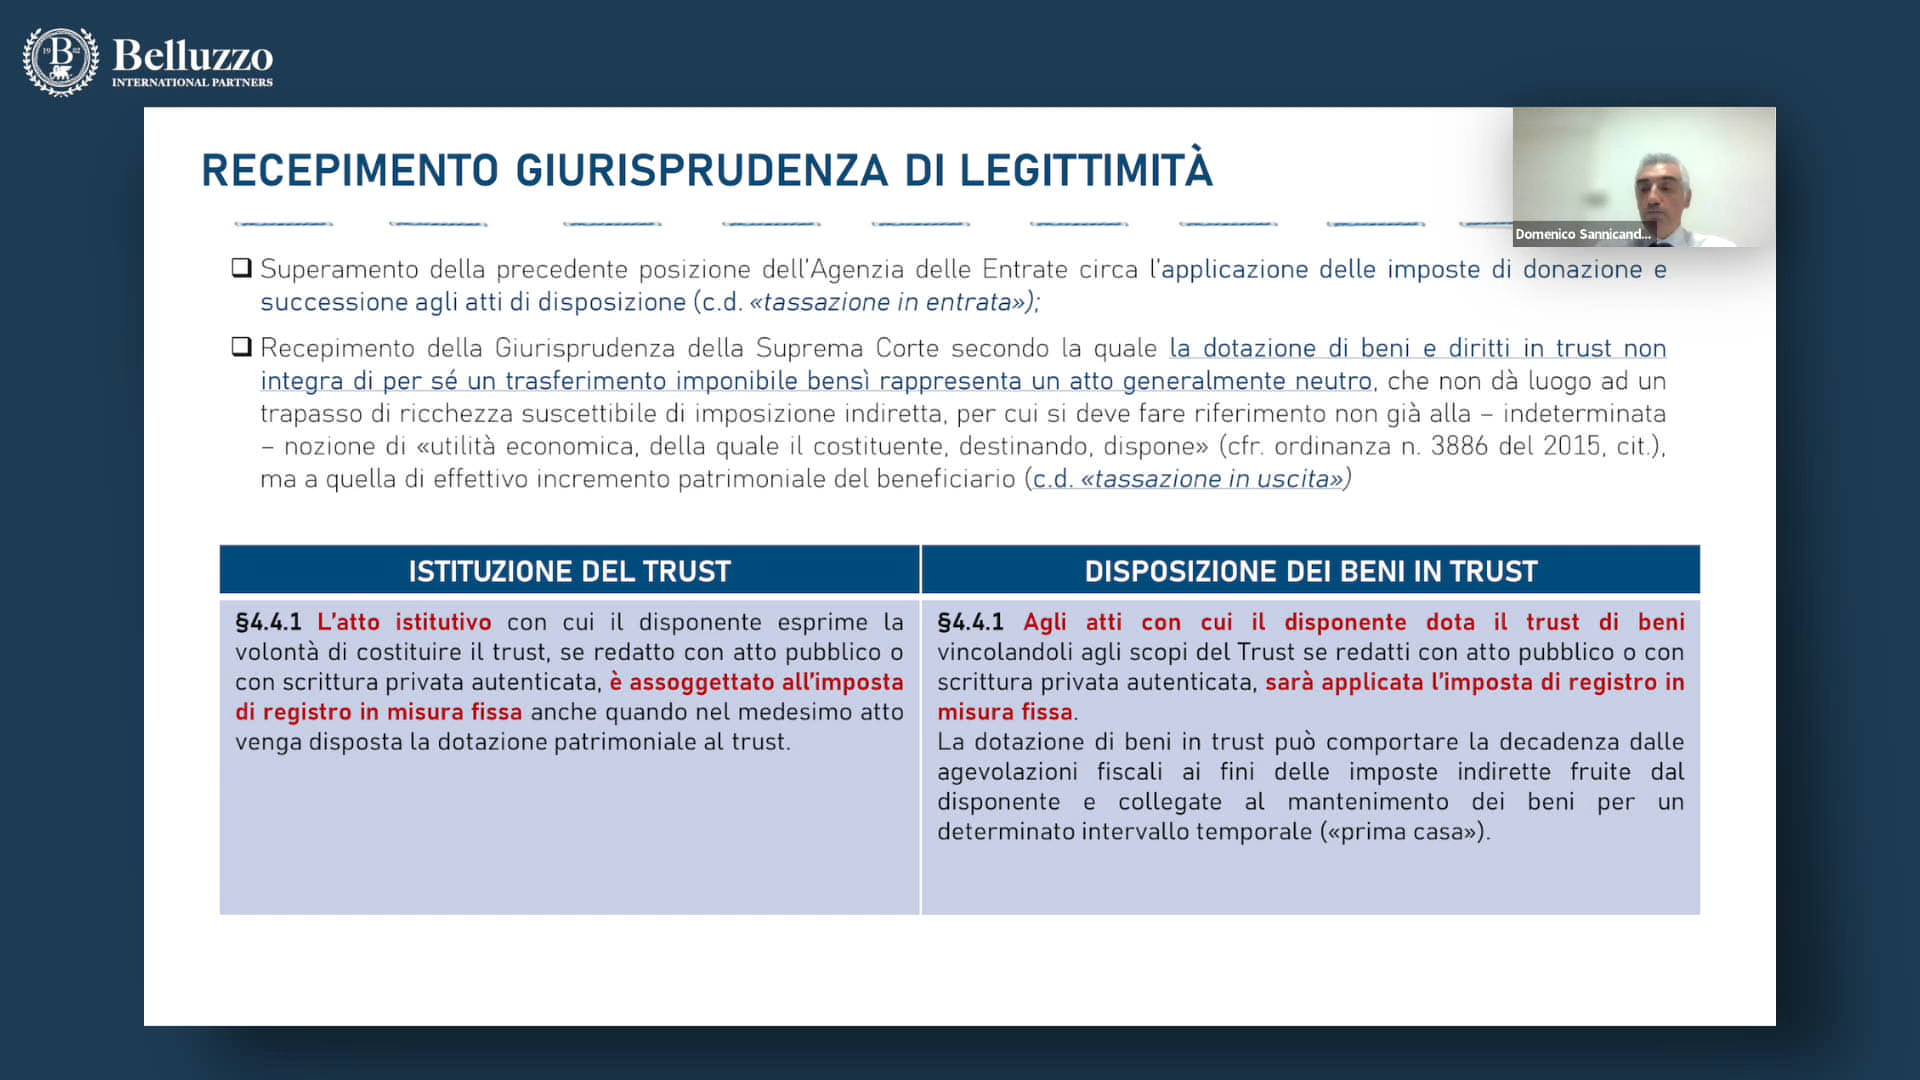 19 B 82
Belluzzo
INTERNATIONAL PARTNERS
RECEPIMENTO GIURISPRUDENZA DI LEGITTIMITÀ
Domenico Sannicand...
❑ Superamento della precedente posizione dell'Agenzia delle Entrate circa l'applicazione delle imposte di donazione e
successione agli atti di disposizione (c.d. «tassazione in entrata»);
❑ Recepimento della Giurisprudenza della Suprema Corte secondo la quale la dotazione di beni e diritti in trust non
integra di per sé un trasferimento imponibile bensì rappresenta un atto generalmente neutro, che non dà luogo ad un
trapasso di ricchezza suscettibile di imposizione indiretta, per cui si deve fare riferimento non già alla – indeterminata
– nozione di «utilità economica, della quale il costituente, destinando, dispone» (cfr. ordinanza n. 3886 del 2015, cit.),
ma a quella di effettivo incremento patrimoniale del beneficiario (c.d. «tassazione in uscita»)
ISTITUZIONE DEL TRUST
§4.4.1 L'atto istitutivo con cui il disponente esprime la
volontà di costituire il trust, se redatto con atto pubblico o
con scrittura privata autenticata, è assoggettato all'imposta
di registro in misura fissa anche quando nel medesimo atto
venga disposta la dotazione patrimoniale al trust.
DISPOSIZIONE DEI BENI IN TRUST
§4.4.1 Agli atti con cui il disponente dota il trust di beni
vincolandoli agli scopi del Trust se redatti con atto pubblico o con
scrittura privata autenticata, sarà applicata l'imposta di registro in
misura fissa.
La dotazione di beni in trust può comportare la decadenza dalle
agevolazioni fiscali ai fini delle imposte indirette fruite dal
disponente e collegate al mantenimento dei beni per un
determinato intervallo temporale («prima casa»).